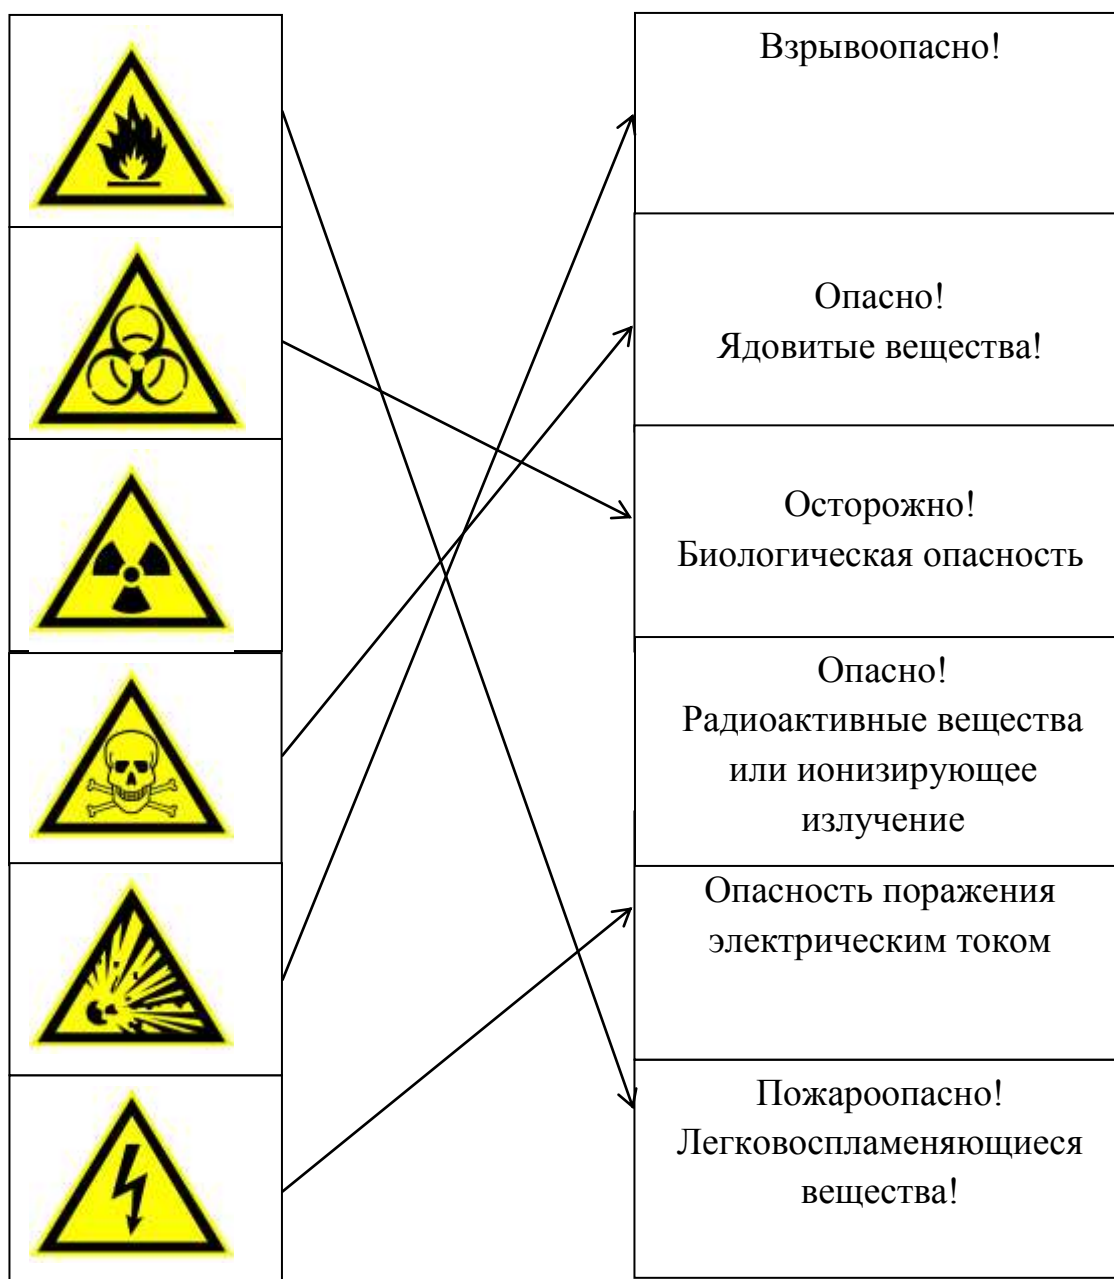 Взрывоопасно!
Опасно!
Ядовитые вещества!
Осторожно!
Биологическая опасность
Опасно!
Радиоактивные вещества
или ионизирующее
излучение
Опасность поражения
электрическим током
Пожароопасно!
Легковоспламеняющиеся
вещества!